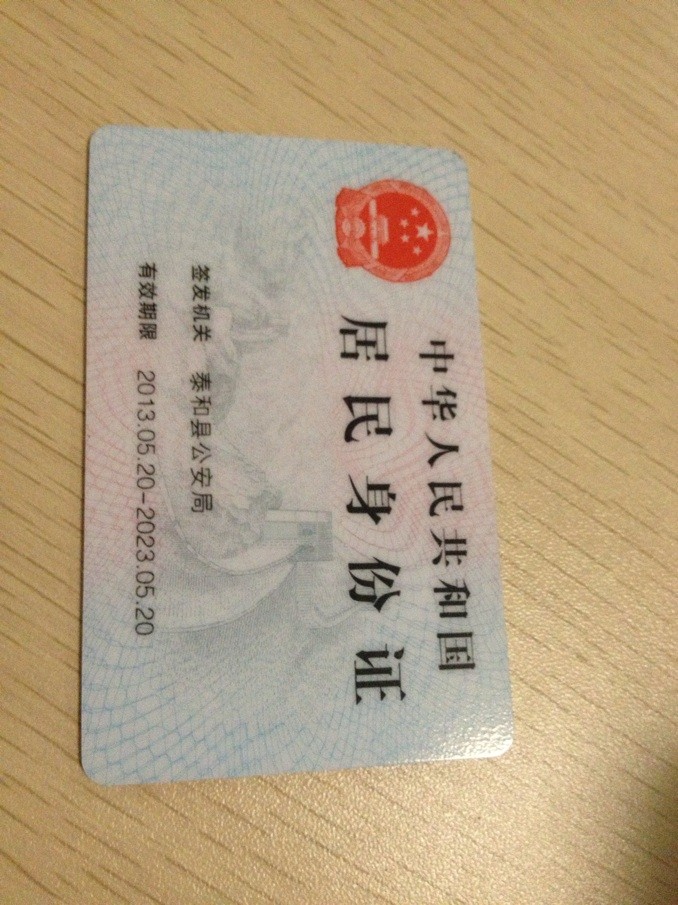 中华人民共和国
居民身份证
签发机关 泰和县公安局
有效期限 2013.05.20-2023.05.20